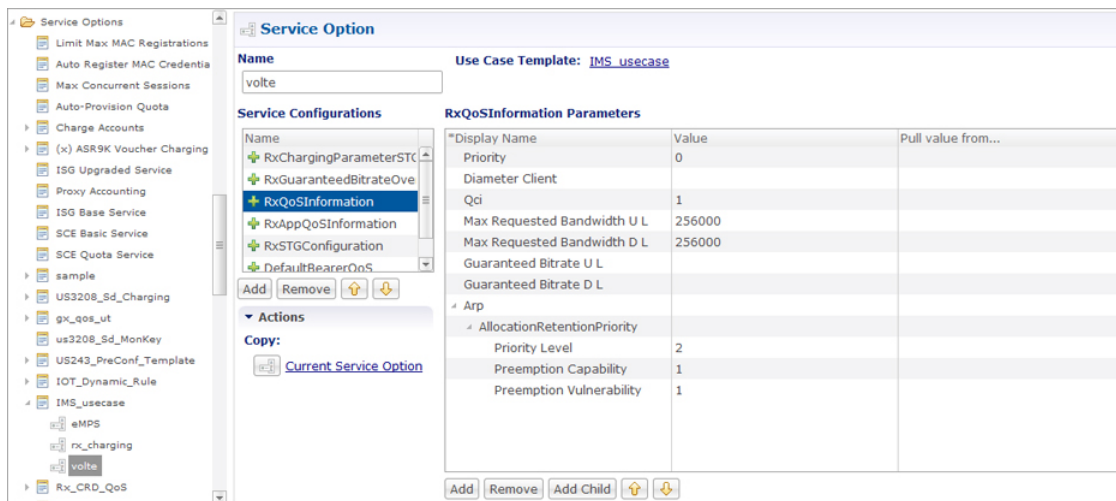 Service Options
Limit Max MAC Registrations
Auto Register MAC Credentia
Max Concurrent Sessions
Auto-Provision Quota
Charge Accounts
(x) ASR9K Voucher Charging
ISG Upgraded Service
Proxy Accounting
ISG Base Service
SCE Basic Service
SCE Quota Service
sample
US3208_Sd_Charging
gx_qos_ut
us3208_Sd_MonKey
US243_PreConf_Template
IOT_Dynamic_Rule
IMS_usecase
eMPS
rx_charging
volte
Rx_CRD_QoS
Service Option
Name
Use Case Template: IMS_usecase
volte
Service Configurations
Name
RxChargingParameterSTG
RxGuaranteedBitrateOve
RxQoSInformation
RxAppQoSInformation
RxSTGConfiguration
DefaultBearerQoS
Add Remove
Actions
Copy:
Current Service Option
RxQoSInformation Parameters
*Display Name Value Pull value from...
Priority 0
Diameter Client
Qci 1
Max Requested Bandwidth U L 256000
Max Requested Bandwidth D L 256000
Guaranteed Bitrate U L
Guaranteed Bitrate D L
Arp
AllocationRetentionPriority
Priority Level 2
Preemption Capability 1
Preemption Vulnerability 1
Add Remove Add Child